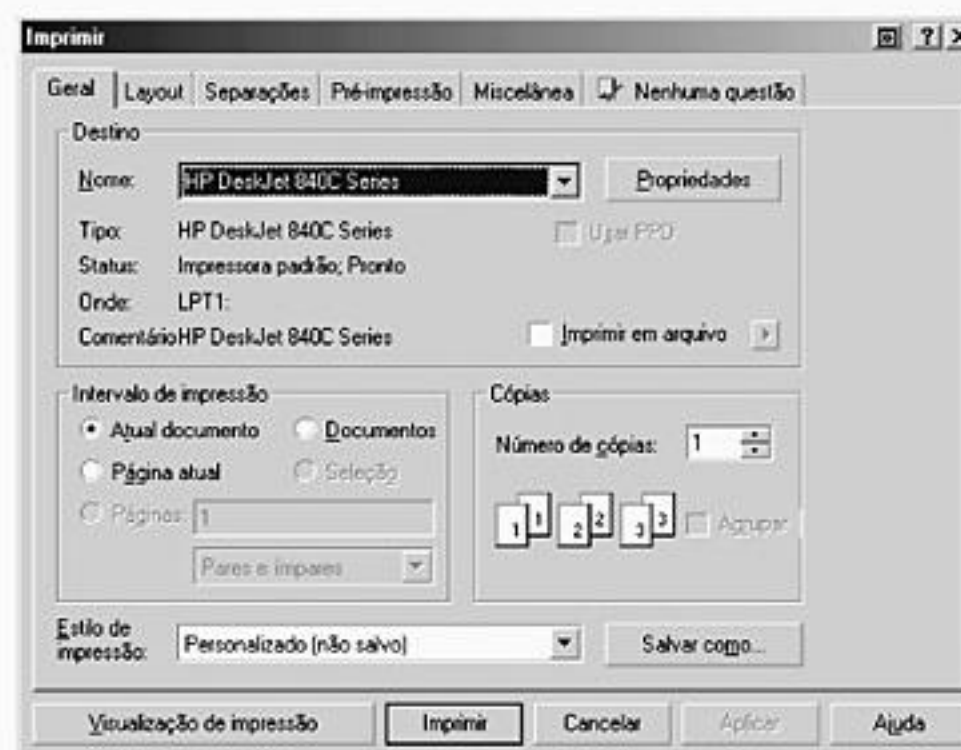 Imprimir
Geral Layout Separações Pré-impressão Miscelânea Nenhuma questão
Destino
Nome: HP DeskJet 840C Series Propriedades
Tipo: HP DeskJet 840C Series Usar PPD
Status: Impressora padrão; Pronto
Onde: LPT1:
Comentário HP DeskJet 840C Series Imprimir em arquivo
Intervalo de impressão
Atual documento Documentos
Página atual Seleção
Páginas: 1
Pares e ímpares
Cópias
Número de cópias: 1
1 1 2 2 3 3 Agrupar
Estilo de
impressão: Personalizado (não salvo) Salvar como...
Visualização de impressão Imprimir Cancelar Aplicar Ajuda